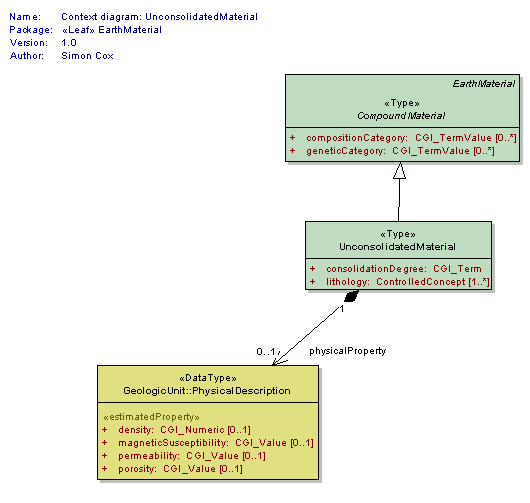 Name: Context diagram: UnconsolidatedMaterial
Package: «Leaf» EarthMaterial
Version: 1.0
Author: Simon Cox
EarthMaterial
«Type»
CompoundMaterial
+ compositionCategory: CGI_TermValue [0..*]
+ geneticCategory: CGI_TermValue [0..*]
«Type»
UnconsolidatedMaterial
+ consolidationDegree: CGI_Term
+ lithology: ControlledConcept [1..*]
1
0..1
physicalProperty
«DataType»
GeologicUnit::PhysicalDescription
«estimatedProperty»
+ density: CGI_Numeric [0..1]
+ magneticSusceptibility: CGI_Value [0..1]
+ permeability: CGI_Value [0..1]
+ porosity: CGI_Value [0..1]